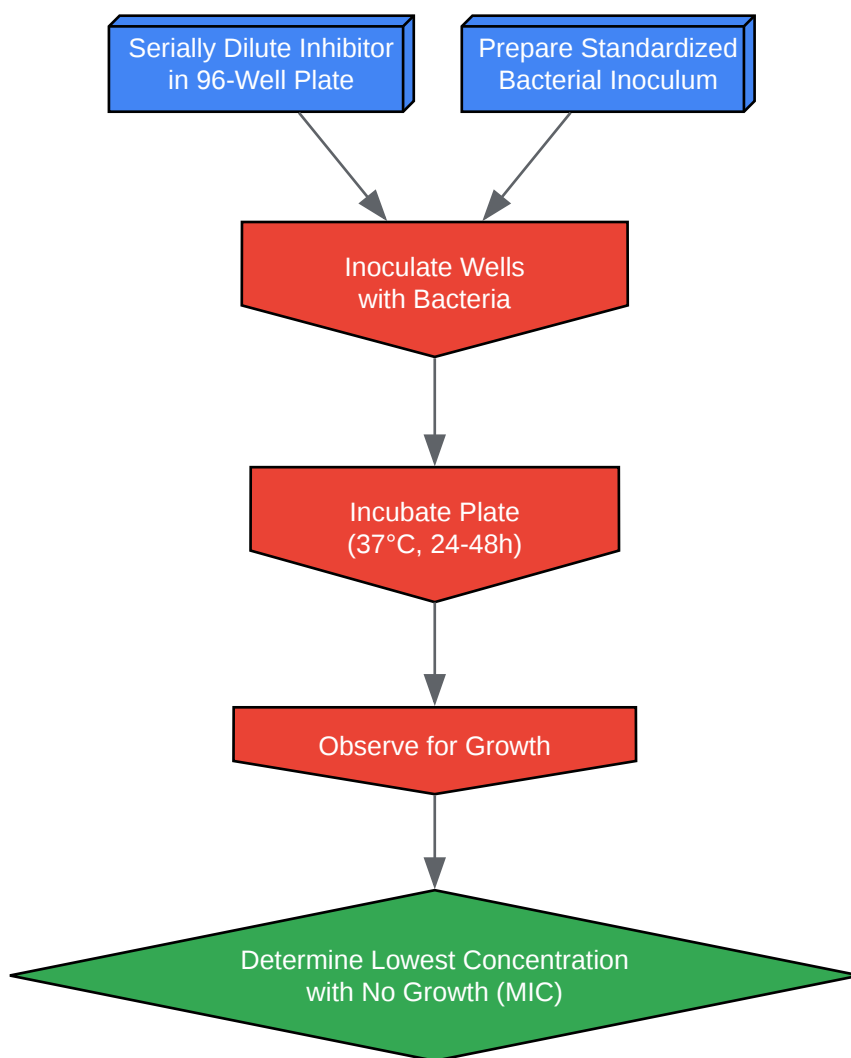 Serially Dilute Inhibitor
in 96-Well Plate
Prepare Standardized
Bacterial Inoculum
Inoculate Wells
with Bacteria
Incubate Plate
(37°C, 24-48h)
Observe for Growth
Determine Lowest Concentration
with No Growth (MIC)